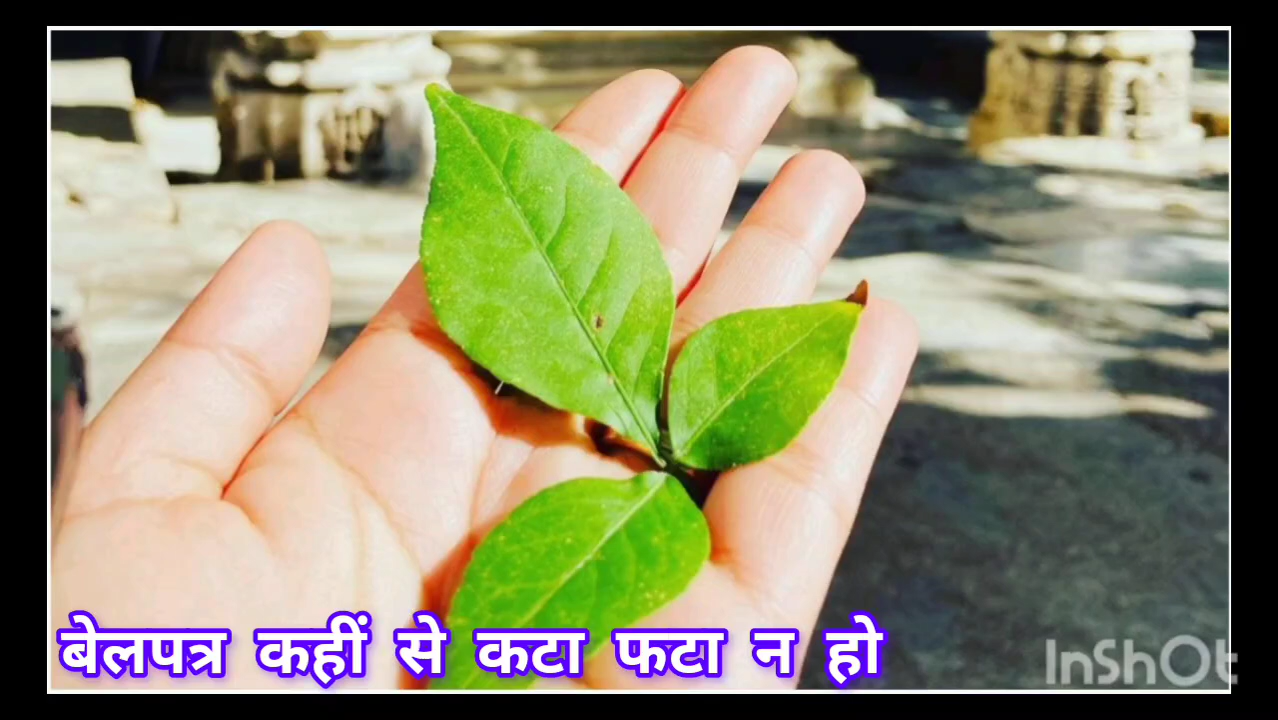 बेलपत्र कहीं से कटा फटा न हो
InShOt